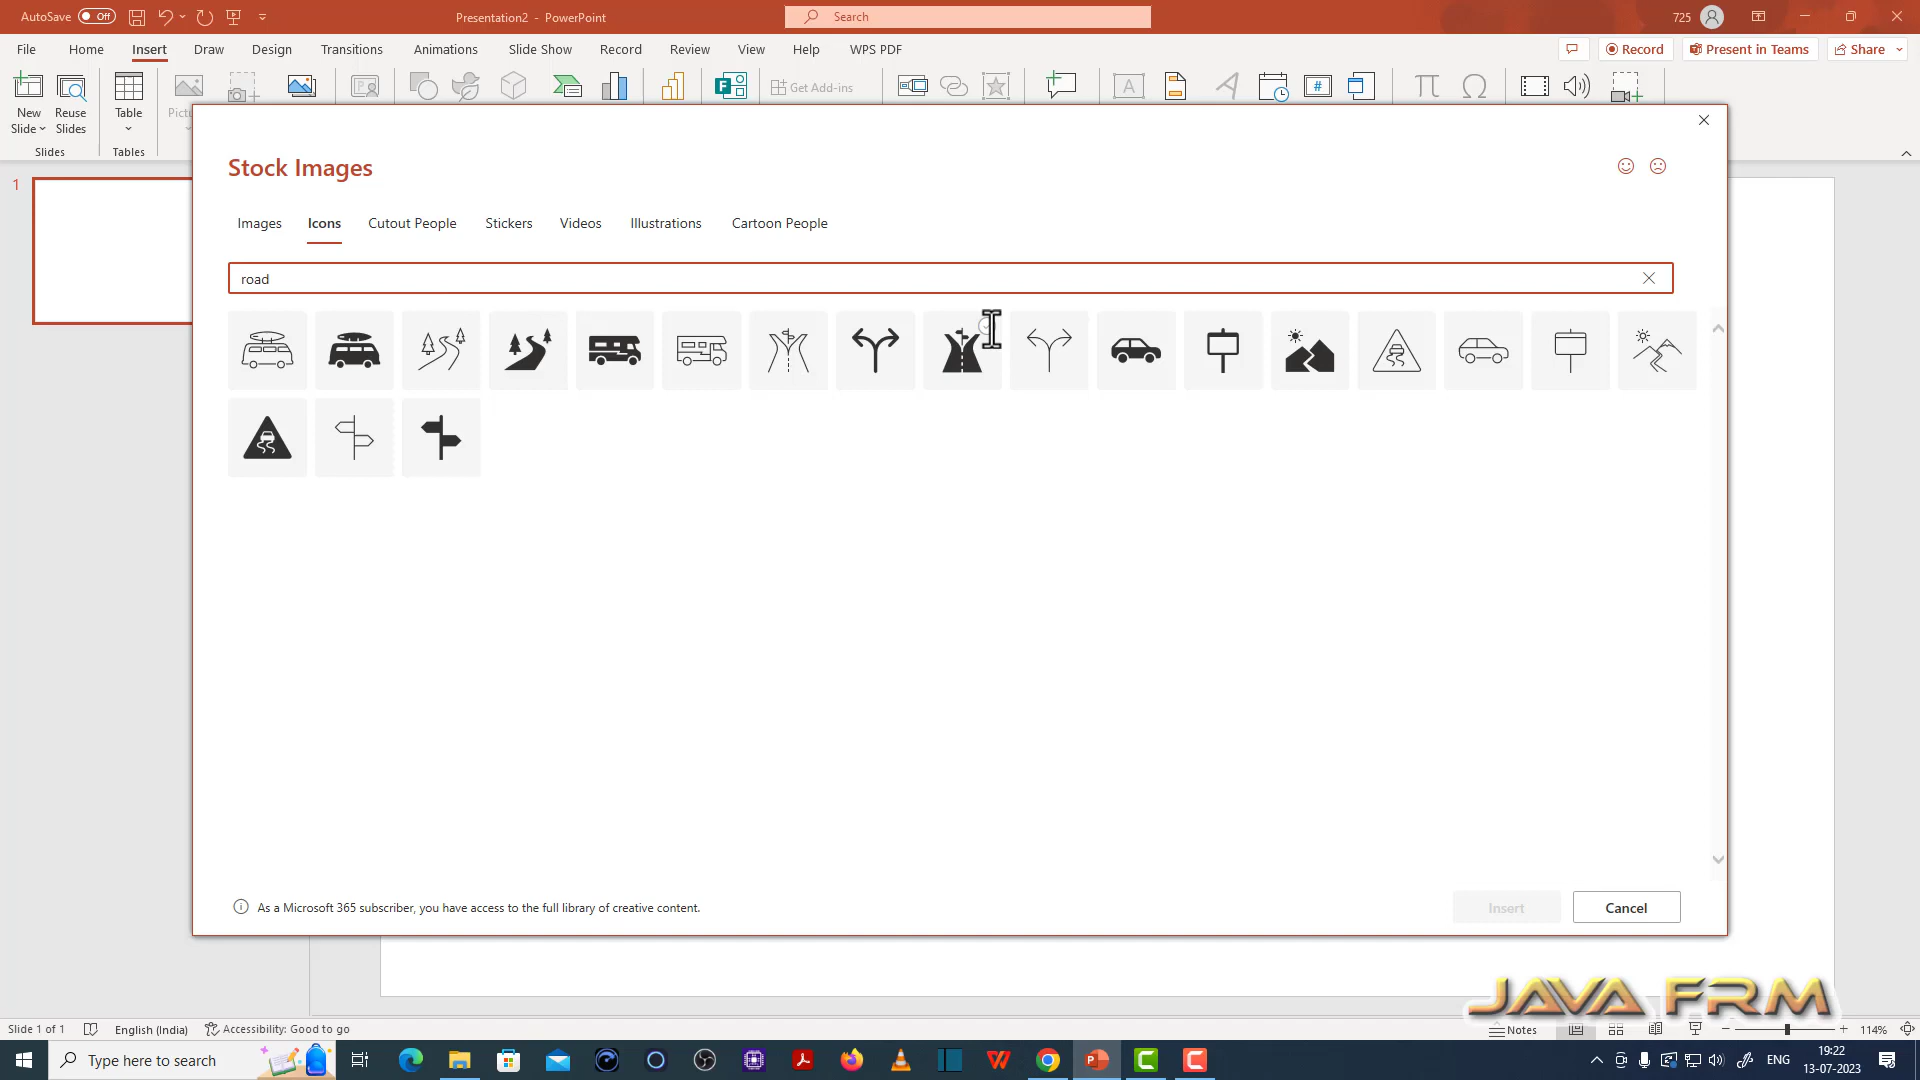 AutoSave Off
Presentation2 - PowerPoint
Search
725
File Home Insert Draw Design Transitions Animations Slide Show Record Review View Help WPS PDF
Record Present in Teams Share
New Slide
Reuse Slides
Table
Get Add-ins
Slides Tables
1
Stock Images
Images Icons Cutout People Stickers Videos Illustrations Cartoon People
road
As a Microsoft 365 subscriber, you have access to the full library of creative content.
Insert Cancel
JAVA FRM
Slide 1 of 1 English (India) Accessibility: Good to go
Notes 114%
Type here to search
ENG
19:22
13-07-2023